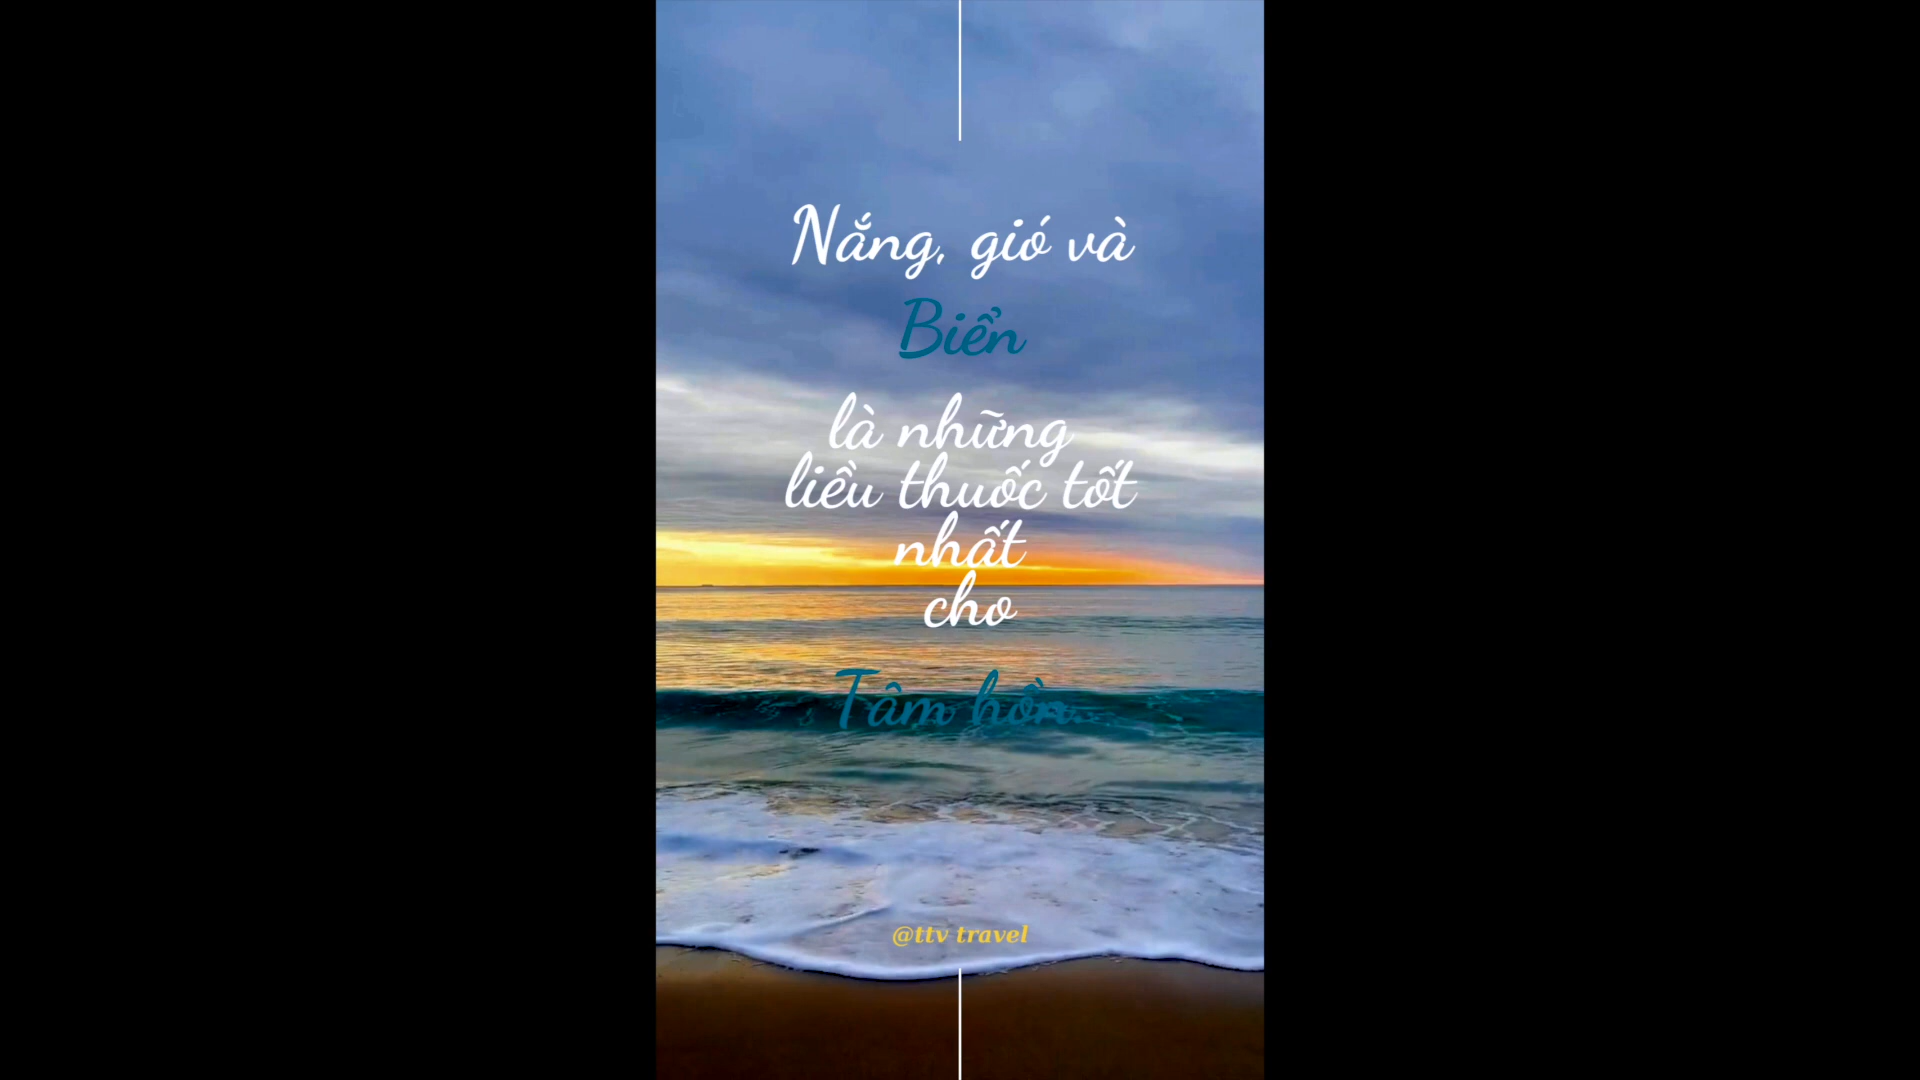 Nắng, gió và
Biển
là những
liều thuốc tốt
nhất
cho
Tâm hồn.
@ttv travel